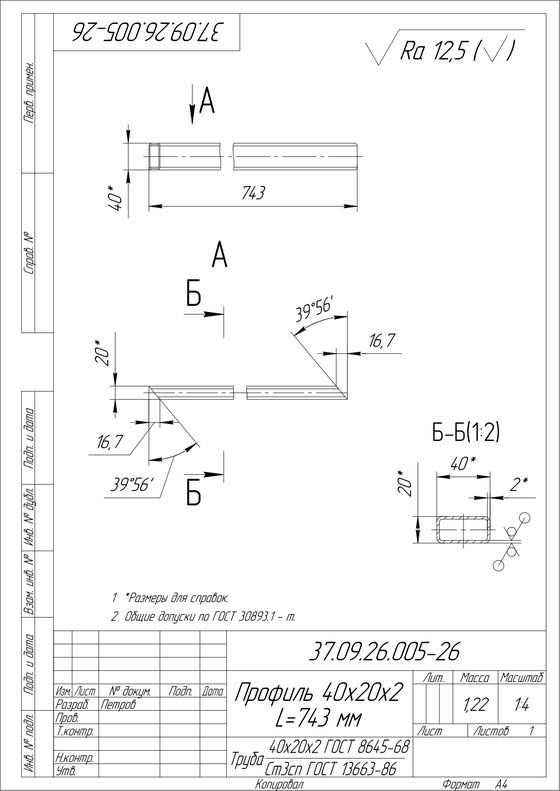 37.09.26.005-26
Ra 12,5 (√)
Перв. примен.
Справ. №
Подп. и дата
Инв. № дубл.
Взам. инв. №
Подп. и дата
Инв. № подл.
А
40*
743
А
Б
39°56'
16,7
20*
16,7
39°56'
Б
Б-Б(1:2)
40*
20*
2*
1 *Размеры для справок.
2 Общие допуски по ГОСТ 30893.1 - m.
37.09.26.005-26
Изм. Лист № докум. Подп. Дата
Разраб. Петров
Пров.
Т.контр.
Н.контр.
Утв.
Профиль 40x20x2
L=743 мм
Лит. Масса Масштаб
1,22 1:4
Лист Листов 1
Труба 40x20x2 ГОСТ 8645-68
Ст3сп ГОСТ 13663-86
Копировал Формат А4